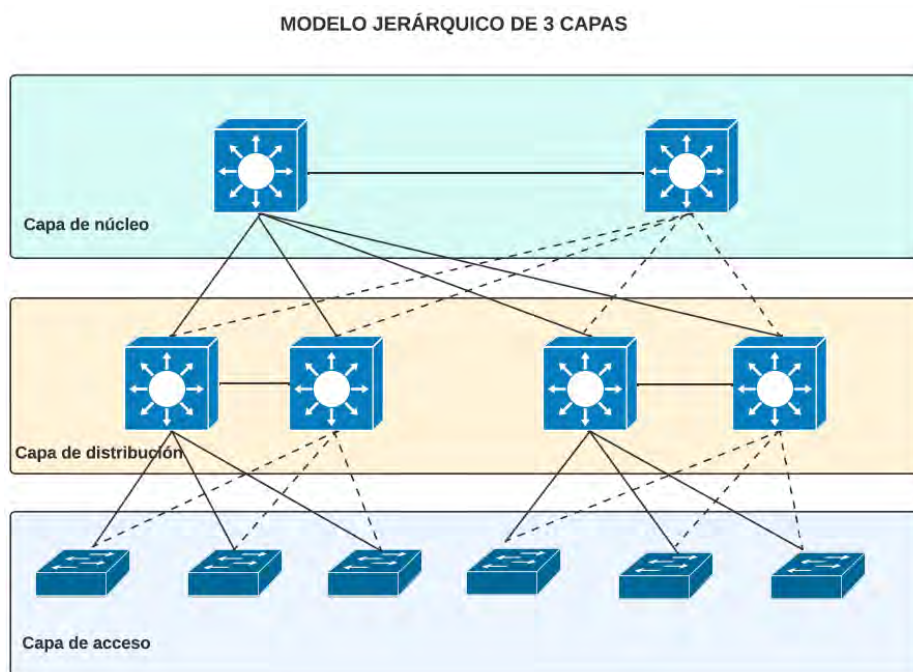 MODELO JERÁRQUICO DE 3 CAPAS
Capa de núcleo
Capa de distribución
Capa de acceso